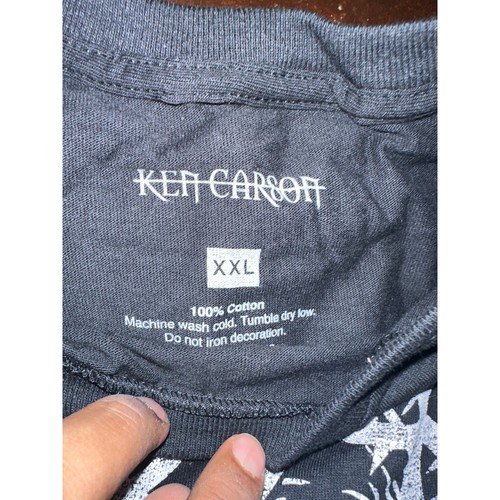 KEN CARSON
XXL
100% Cotton
Machine wash cold. Tumble dry low.
Do not iron decoration.